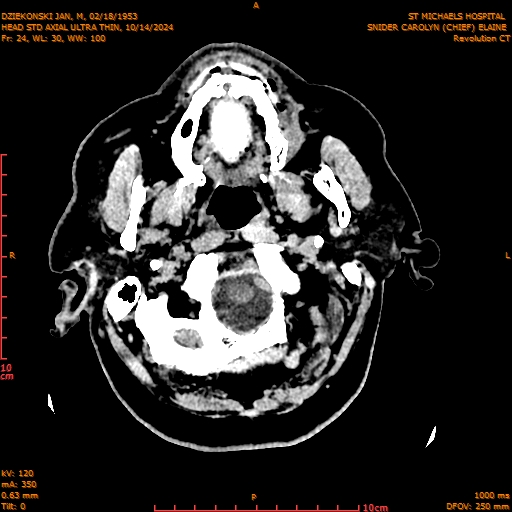 A
DZIEKONSKI JAN, M, 02/18/1953
HEAD STD AXIAL ULTRA THIN, 10/14/2024
Fr: 24, WL: 30, WW: 100
ST MICHAELS HOSPITAL
SNIDER CAROLYN (CHIEF) ELAINE
Revolution CT
R
L
10
cm
kV: 120
mA: 350
0.63 mm
Tilt: 0
P
10cm
1000 ms
DFOV: 250 mm